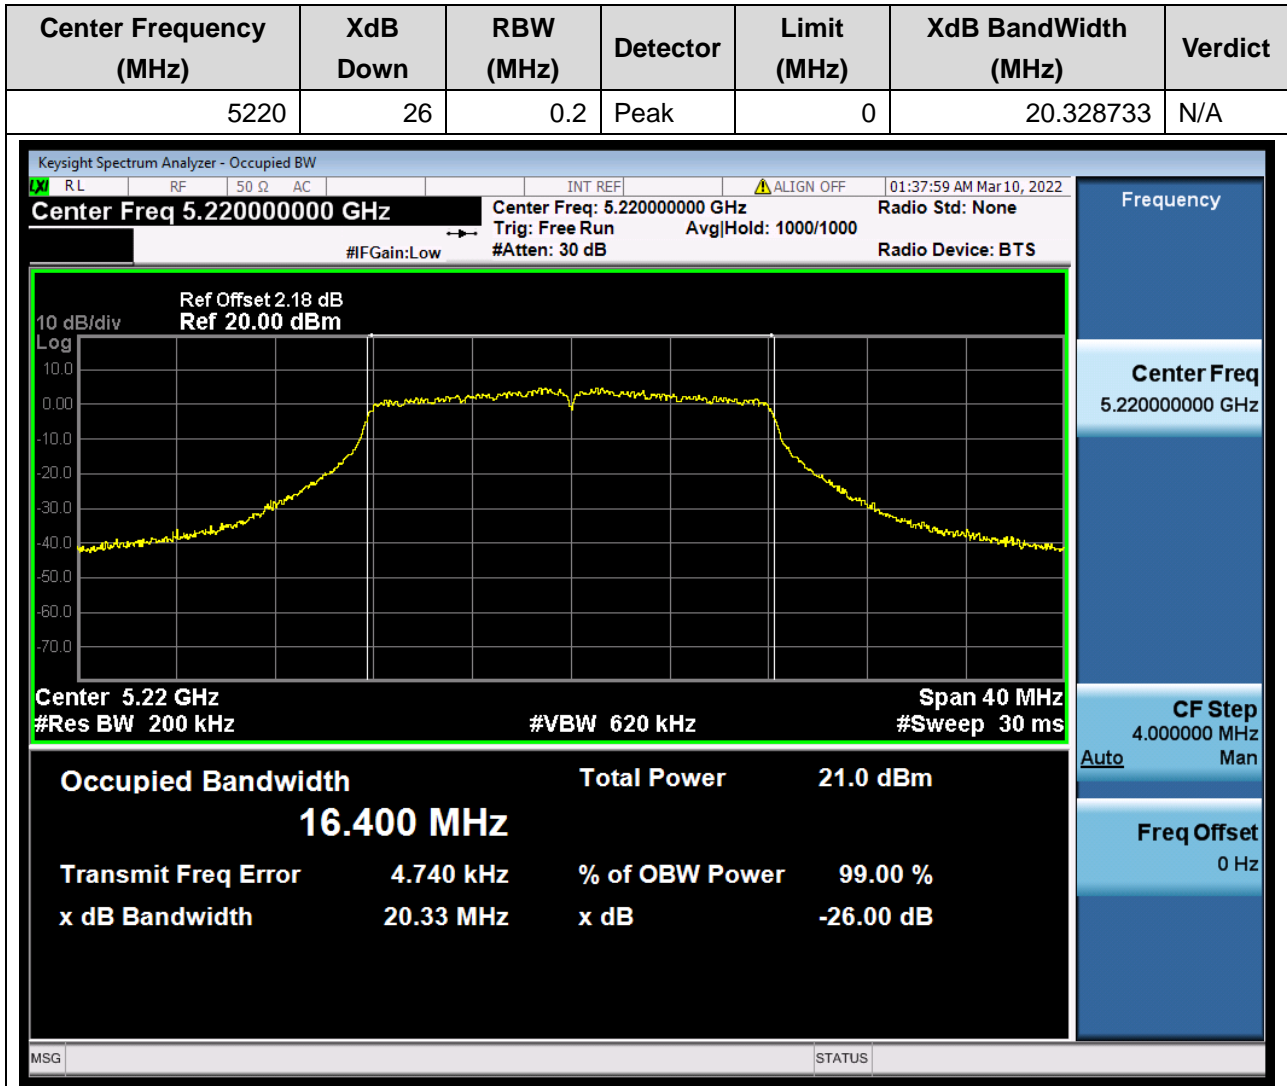 Center Frequency (MHz) XdB Down RBW (MHz) Detector Limit (MHz) XdB BandWidth (MHz) Verdict
5220 26 0.2 Peak 0 20.328733 N/A
Keysight Spectrum Analyzer - Occupied BW
LXI RL RF 50 Ω AC INT REF ALIGN OFF 01:37:59 AM Mar 10, 2022
Center Freq 5.220000000 GHz
Center Freq: 5.220000000 GHz Radio Std: None
Trig: Free Run Avg|Hold: 1000/1000
#IFGain:Low #Atten: 30 dB Radio Device: BTS
Ref Offset 2.18 dB
10 dB/div Ref 20.00 dBm
Log
10.0
0.00
-10.0
-20.0
-30.0
-40.0
-50.0
-60.0
-70.0
Center 5.22 GHz Span 40 MHz
#Res BW 200 kHz #VBW 620 kHz #Sweep 30 ms
Occupied Bandwidth Total Power 21.0 dBm
16.400 MHz
Transmit Freq Error 4.740 kHz % of OBW Power 99.00 %
x dB Bandwidth 20.33 MHz x dB -26.00 dB
Frequency
Center Freq
5.220000000 GHz
CF Step
4.000000 MHz
Auto Man
Freq Offset
0 Hz
MSG STATUS